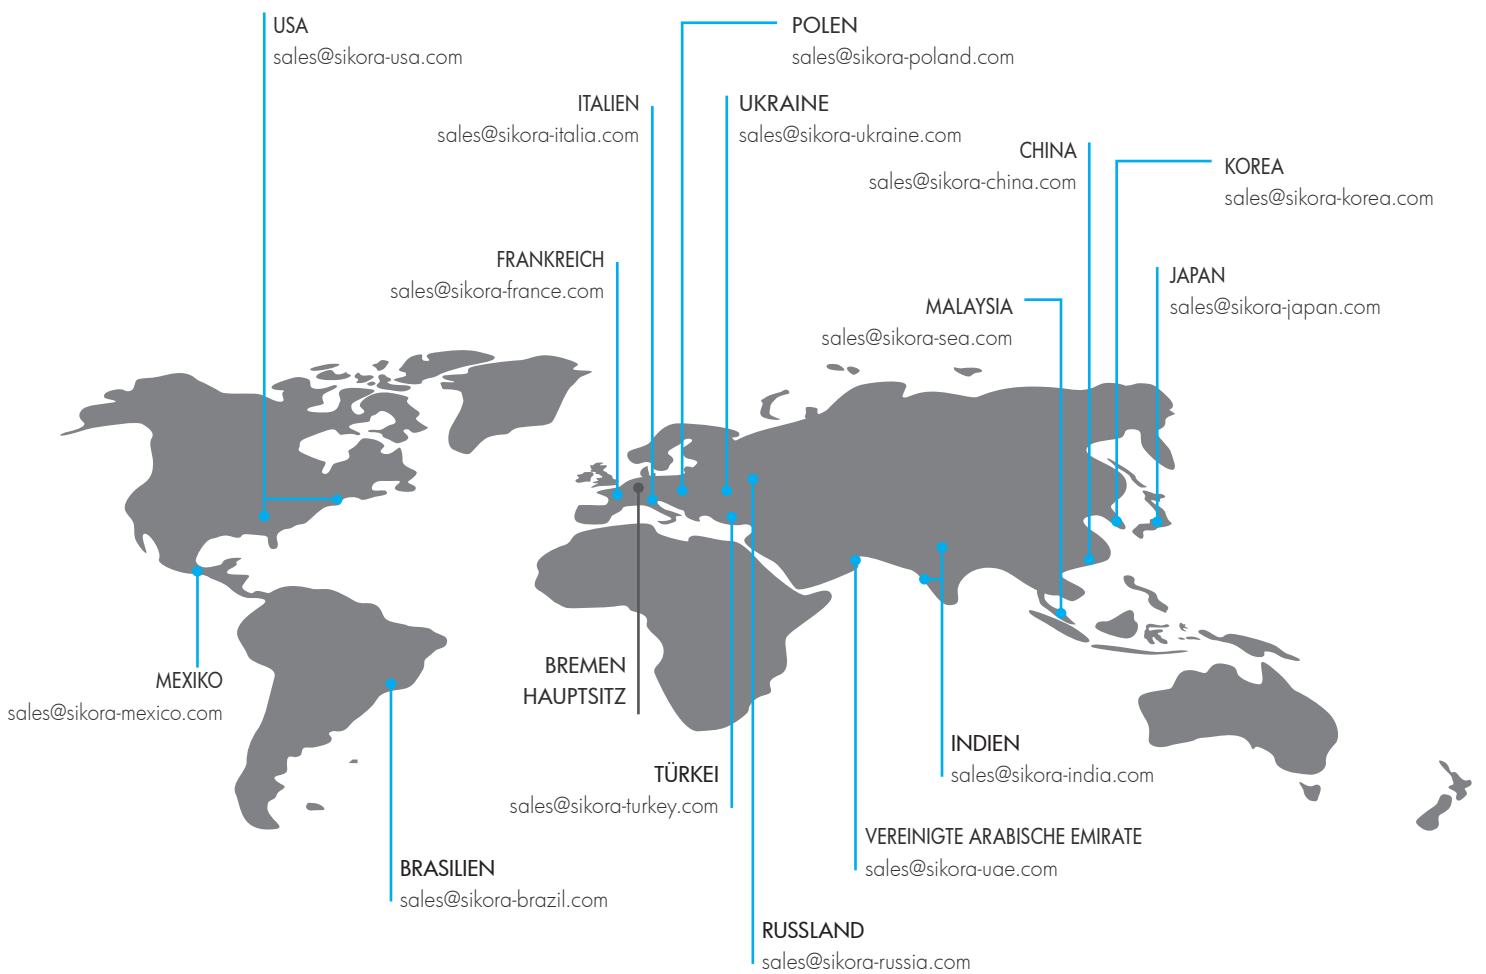 USA
sales@sikora-usa.com
POLEN
sales@sikora-poland.com
ITALIEN
sales@sikora-italia.com
UKRAINE
sales@sikora-ukraine.com
CHINA
sales@sikora-china.com
KOREA
sales@sikora-korea.com
FRANKREICH
sales@sikora-france.com
JAPAN
sales@sikora-japan.com
MALAYSIA
sales@sikora-sea.com
BREMEN
HAUPTSITZ
MEXIKO
sales@sikora-mexico.com
INDIEN
sales@sikora-india.com
TÜRKEI
sales@sikora-turkey.com
VEREINIGTE ARABISCHE EMIRATE
sales@sikora-uae.com
BRASILIEN
sales@sikora-brazil.com
RUSSLAND
sales@sikora-russia.com